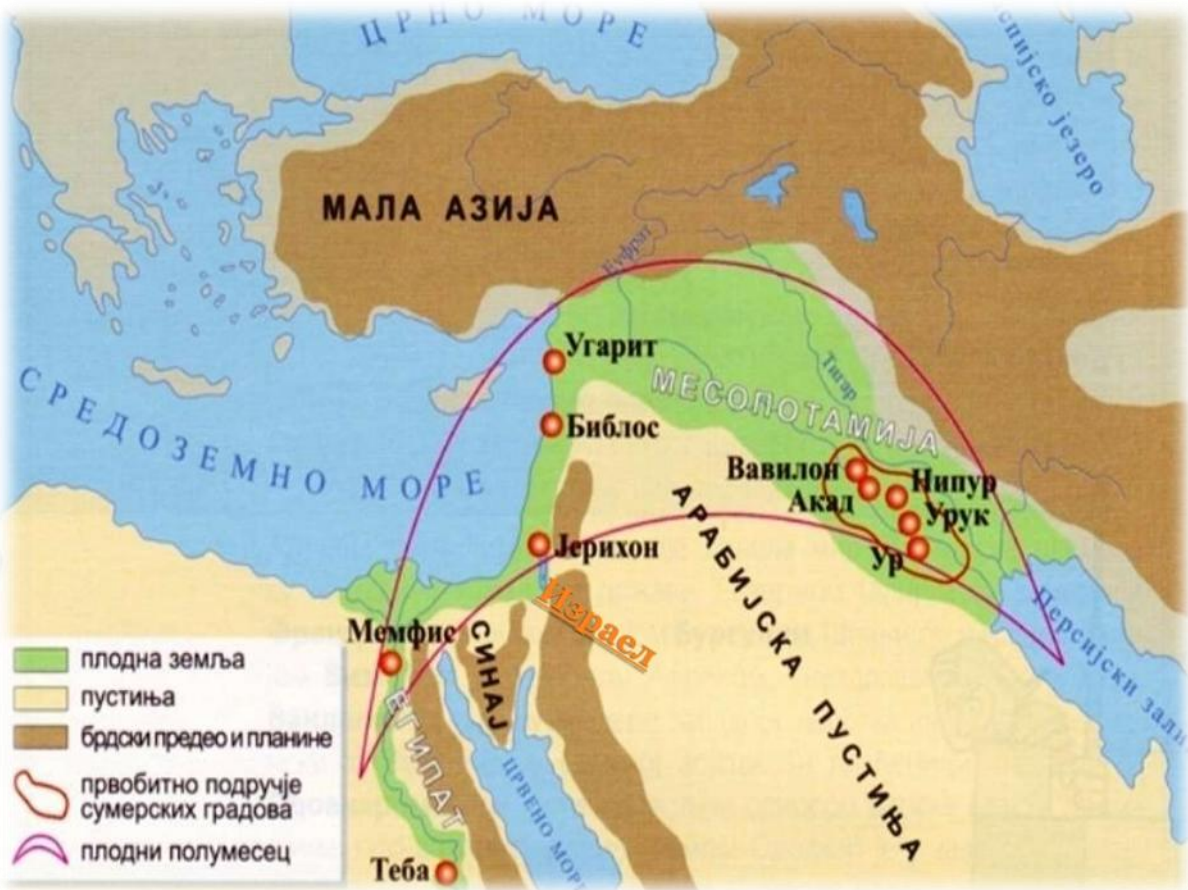 ЦРНО МОРЕ
спијско језеро
МАЛА АЗИЈА
Еуфрат
Угарит
МЕСОПОТАМИЈА
Тигар
СРЕДОЗЕМНО МОРЕ
Библос
Вавилон
Акад
Нипур
Урук
Ур
Јерихон
Израел
АРАБИЈСКА ПУСТИЊА
Персијски зали
Мемфис
СИНАЈ
ЕГИПАТ
ЦРВЕНО МОРЕ
Теба
плодна земља
пустиња
брдски предео и планине
првобитно подручје
сумерских градова
плодни полумесец